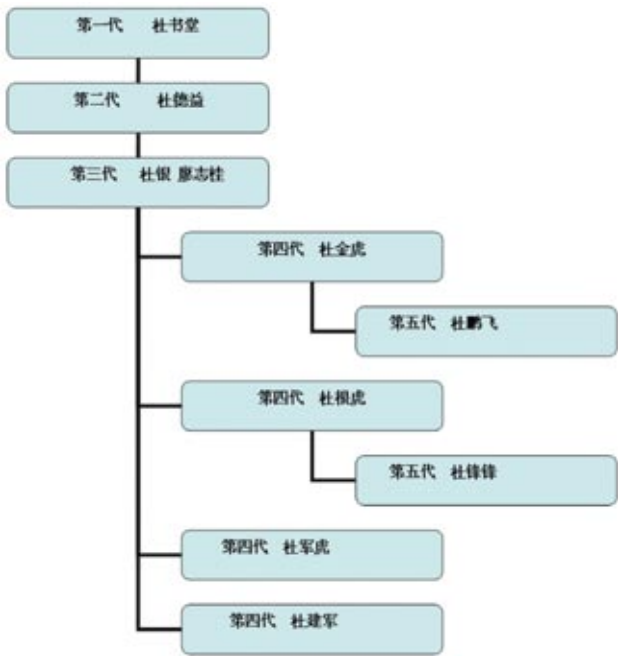 第一代 杜书堂
第二代 杜德益
第三代 杜银 廖志桂
第四代 杜金虎
第五代 杜鹏飞
第四代 杜根虎
第五代 杜锋锋
第四代 杜军虎
第四代 杜建军